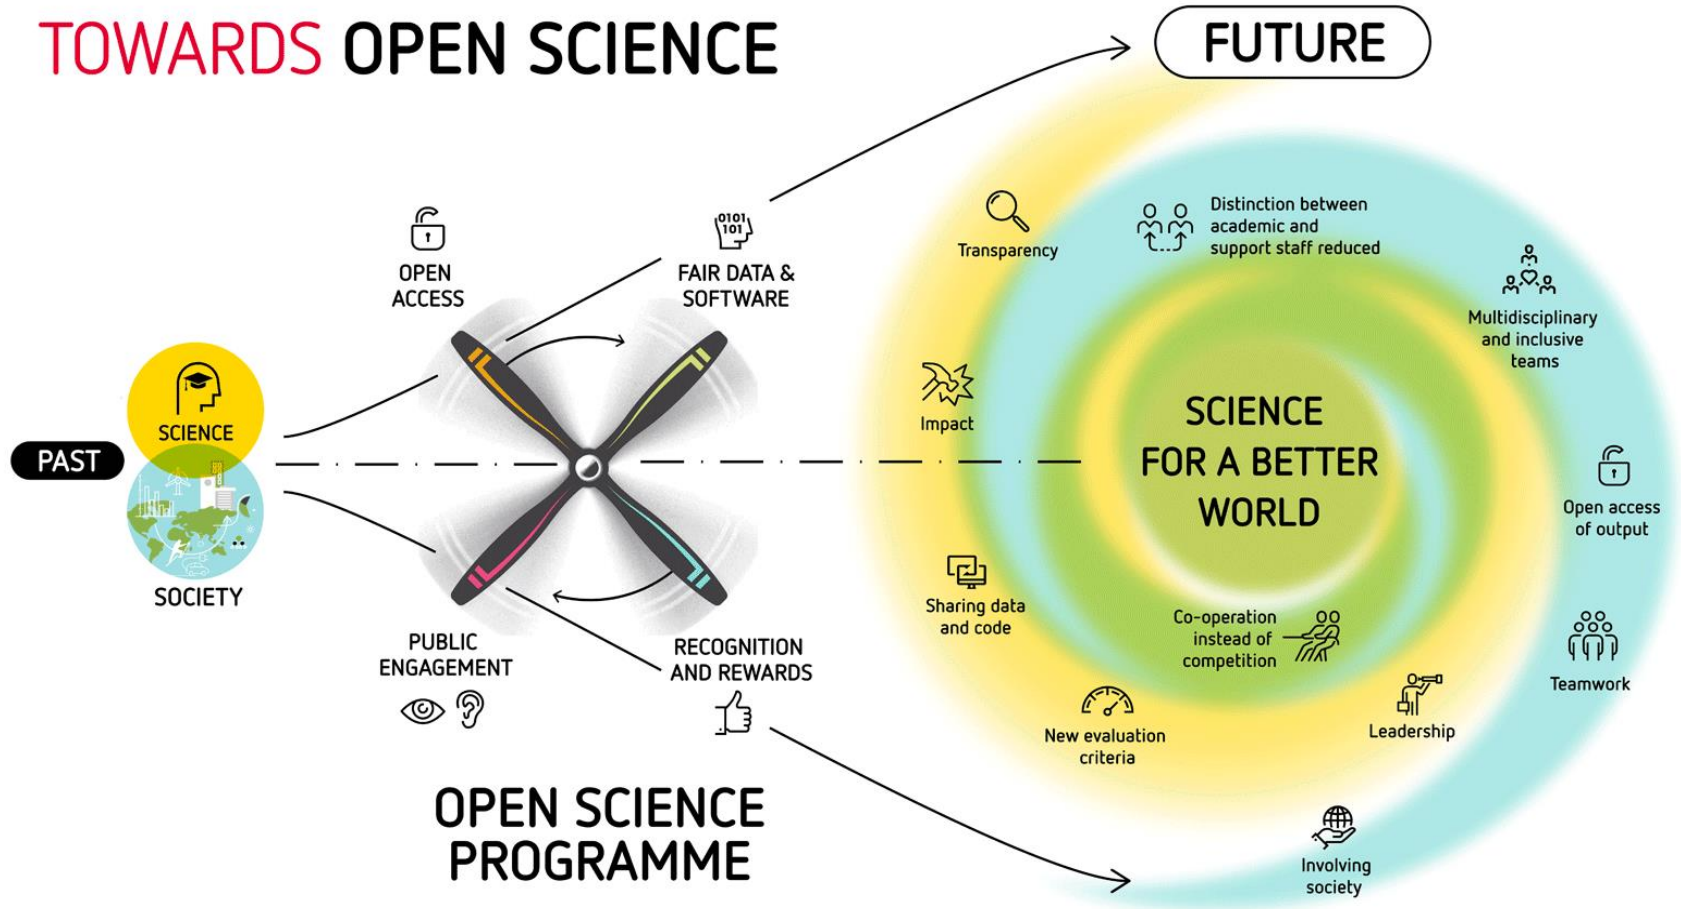 TOWARDS OPEN SCIENCE
PAST
SCIENCE
SOCIETY
OPEN
ACCESS
0101
101
FAIR DATA &
SOFTWARE
PUBLIC
ENGAGEMENT
RECOGNITION
AND REWARDS
OPEN SCIENCE
PROGRAMME
FUTURE
Transparency
Distinction between
academic and
support staff reduced
Multidisciplinary
and inclusive
teams
Impact
SCIENCE
FOR A BETTER
WORLD
Open access
of output
Sharing data
and code
Co-operation
instead of
competition
Teamwork
New evaluation
criteria
Leadership
Involving
society